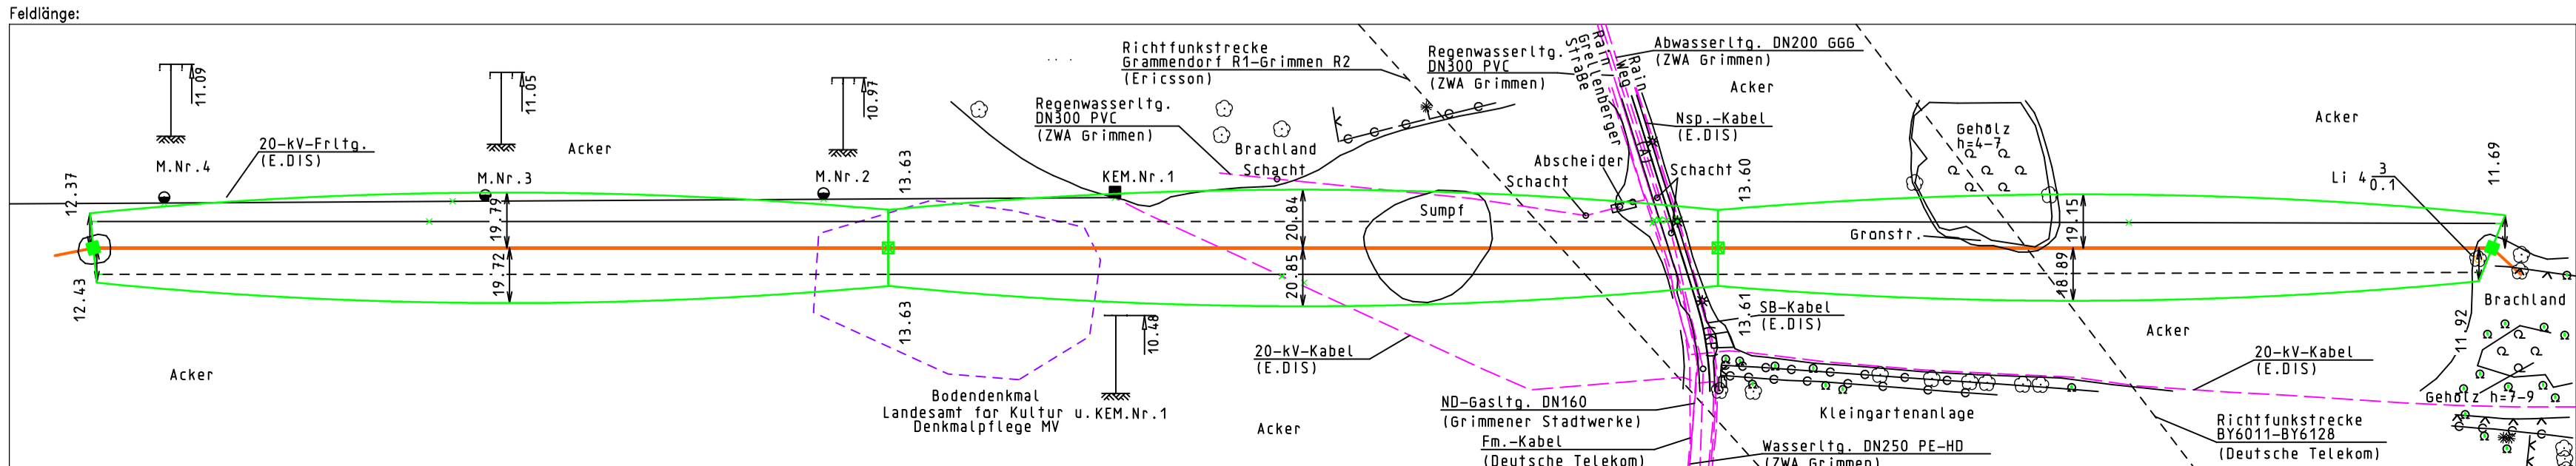 Feldlänge:
11.09
M.Nr.4
20-kV-Frltg.
(E.DIS)
11.05
M.Nr.3
Acker
10.97
M.Nr.2
12.37
12.43
19.79
19.72
13.63
13.63
Acker
Richtfunkstrecke
Grammendorf R1-Grimmen R2
(Ericsson)
Regenwasserltg.
DN300 PVC
(ZWA Grimmen)
Regenwasserltg.
DN300 PVC
(ZWA Grimmen)
Brachland
Schacht
KEM.Nr.1
20.84
20.85
Sumpf
Schacht
Abscheider
Schacht
Rain
Grellenberger
Straße
Weg
Rain
Abwasserltg. DN200 GGG
(ZWA Grimmen)
Acker
Nsp.-Kabel
(E.DIS)
13.60
13.61
SB-Kabel
(E.DIS)
Gehölz
h=4-7
Granstr.
19.15
18.89
Acker
Li 4 3
0.1
11.69
11.92
Brachland
Acker
20-kV-Kabel
(E.DIS)
Gehölz h=7-9
Richtfunkstrecke
BY6011-BY6128
(Deutsche Telekom)
Kleingartenanlage
Wasserltg. DN250 PE-HD
(ZWA Grimmen)
ND-Gasltg. DN160
(Grimmener Stadtwerke)
Fm.-Kabel
(Deutsche Telekom)
20-kV-Kabel
(E.DIS)
10.48
KEM.Nr.1
Bodendenkmal
Landesamt för Kultur u.
Denkmalpflege MV
Acker